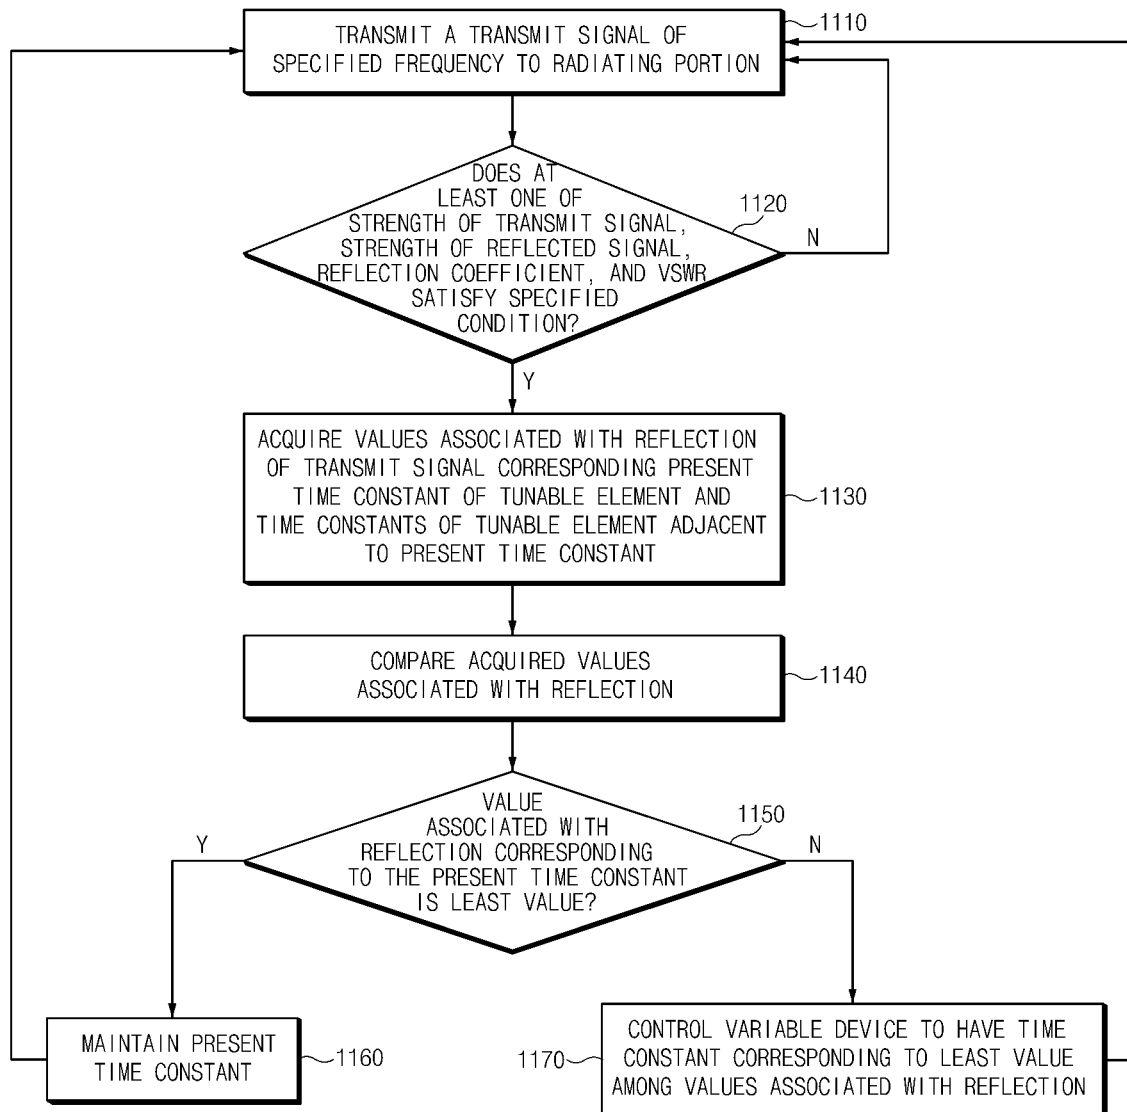 TRANSMIT A TRANSMIT SIGNAL OF
SPECIFIED FREQUENCY TO RADIATING PORTION
1110
DOES AT
LEAST ONE OF
STRENGTH OF TRANSMIT SIGNAL,
STRENGTH OF REFLECTED SIGNAL,
REFLECTION COEFFICIENT, AND VSWR
SATISFY SPECIFIED
CONDITION?
1120
N
Y
ACQUIRE VALUES ASSOCIATED WITH REFLECTION
OF TRANSMIT SIGNAL CORRESPONDING PRESENT
TIME CONSTANT OF TUNABLE ELEMENT AND
TIME CONSTANTS OF TUNABLE ELEMENT ADJACENT
TO PRESENT TIME CONSTANT
1130
COMPARE ACQUIRED VALUES
ASSOCIATED WITH REFLECTION
1140
VALUE
ASSOCIATED WITH
REFLECTION CORRESPONDING
TO THE PRESENT TIME CONSTANT
IS LEAST VALUE?
1150
Y
N
MAINTAIN PRESENT
TIME CONSTANT
1160
1170
CONTROL VARIABLE DEVICE TO HAVE TIME
CONSTANT CORRESPONDING TO LEAST VALUE
AMONG VALUES ASSOCIATED WITH REFLECTION